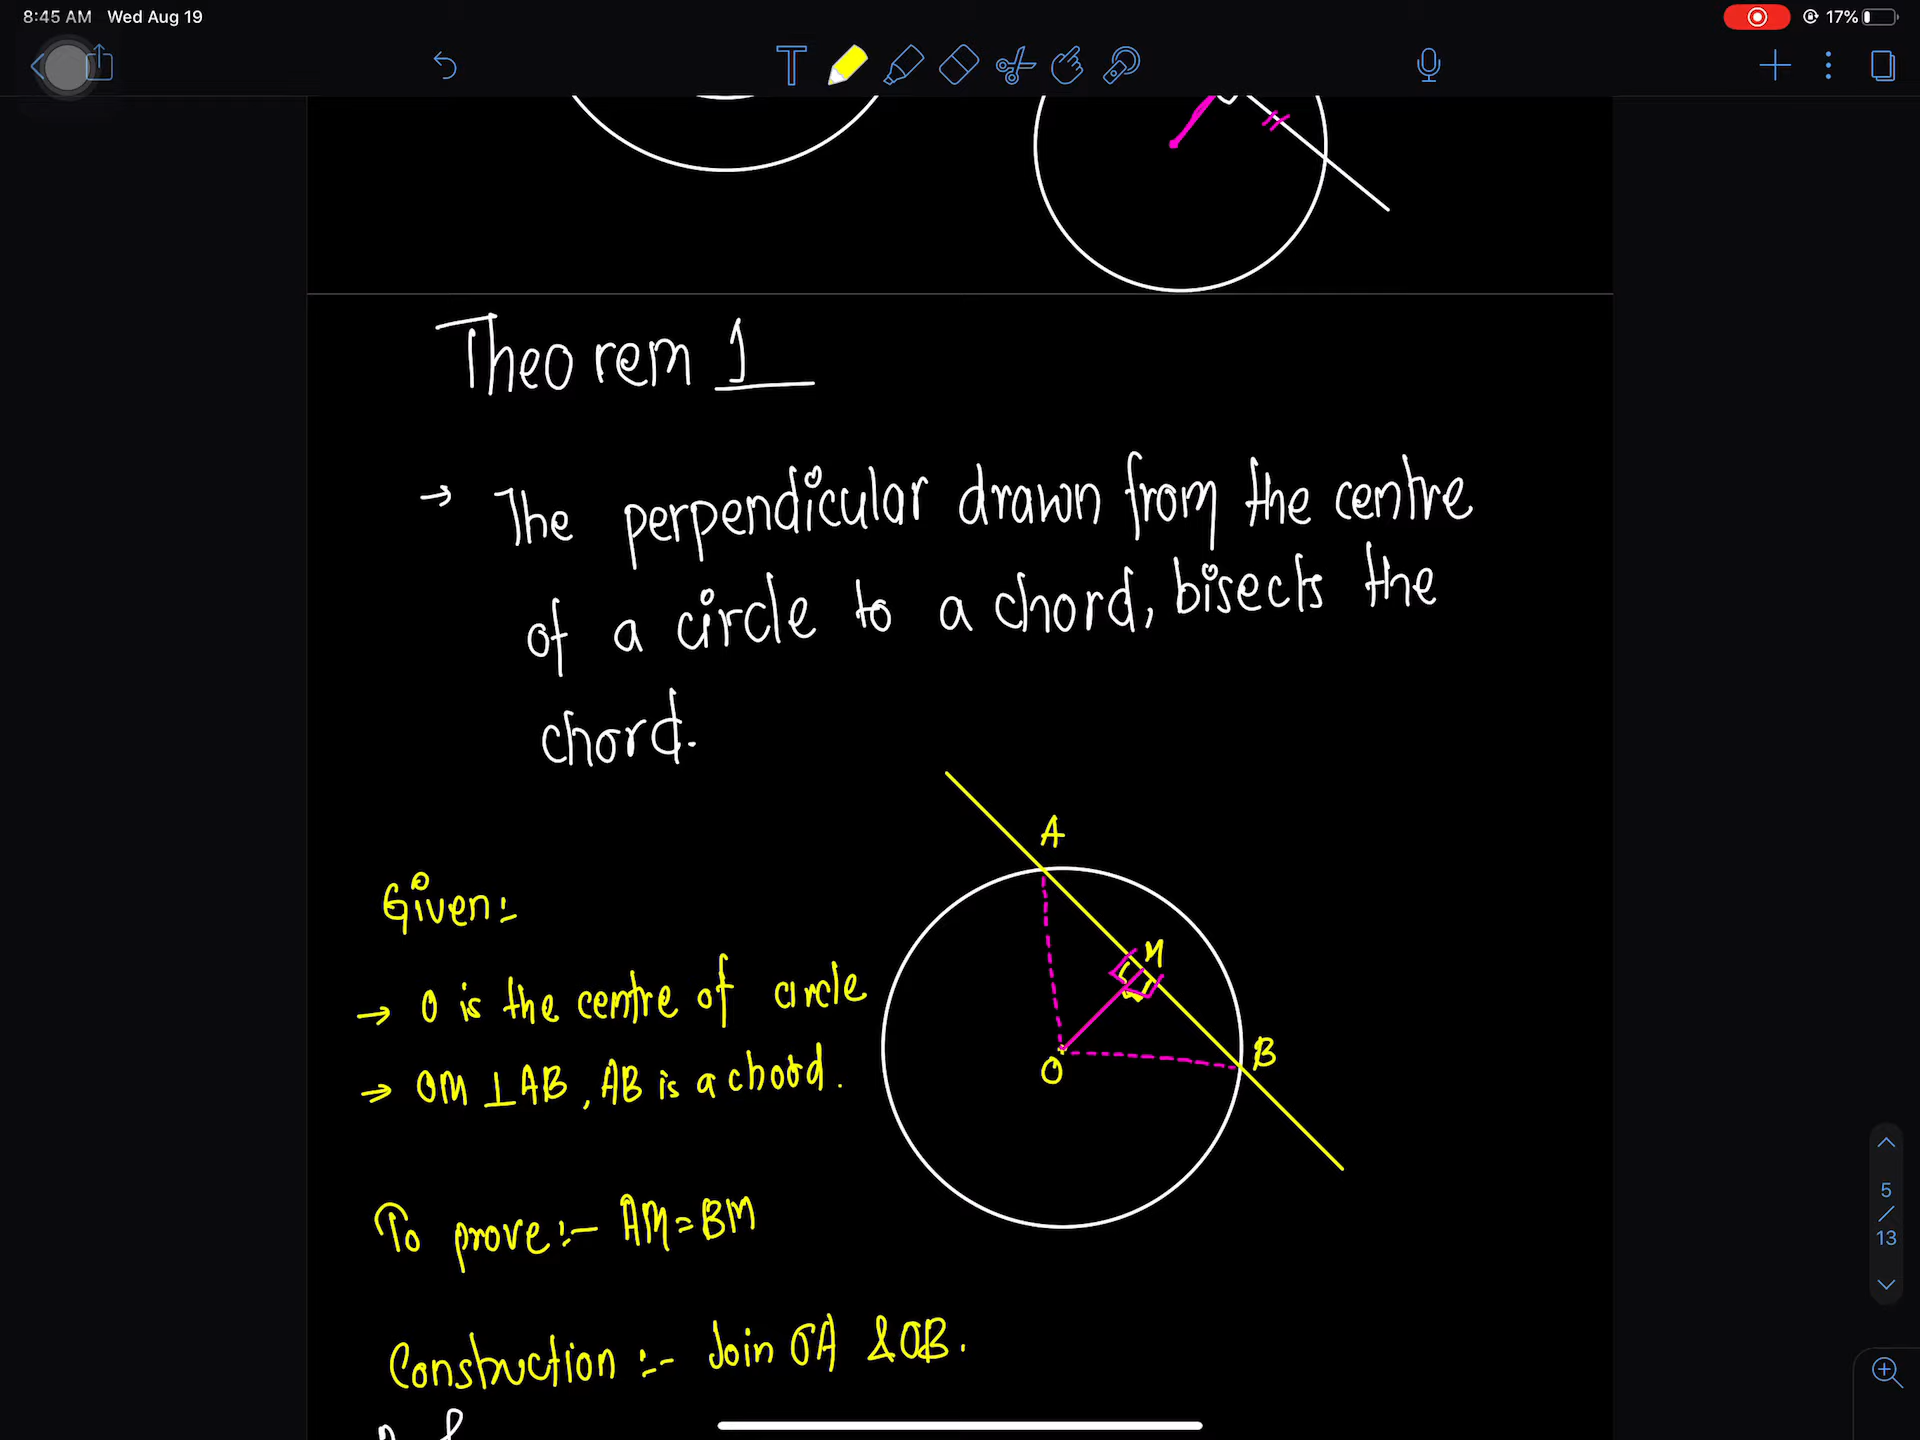 8:45 AM Wed Aug 19
17%
Theorem 1
→ The perpendicular drawn from the centre
of a circle to a chord, bisects the
chord.
A
Given:-
M
→ O is the centre of circle
B
O
→ OM ⊥ AB, AB is a chord.
5
/
13
To prove:- AM = BM
Construction :- Join OA & OB.